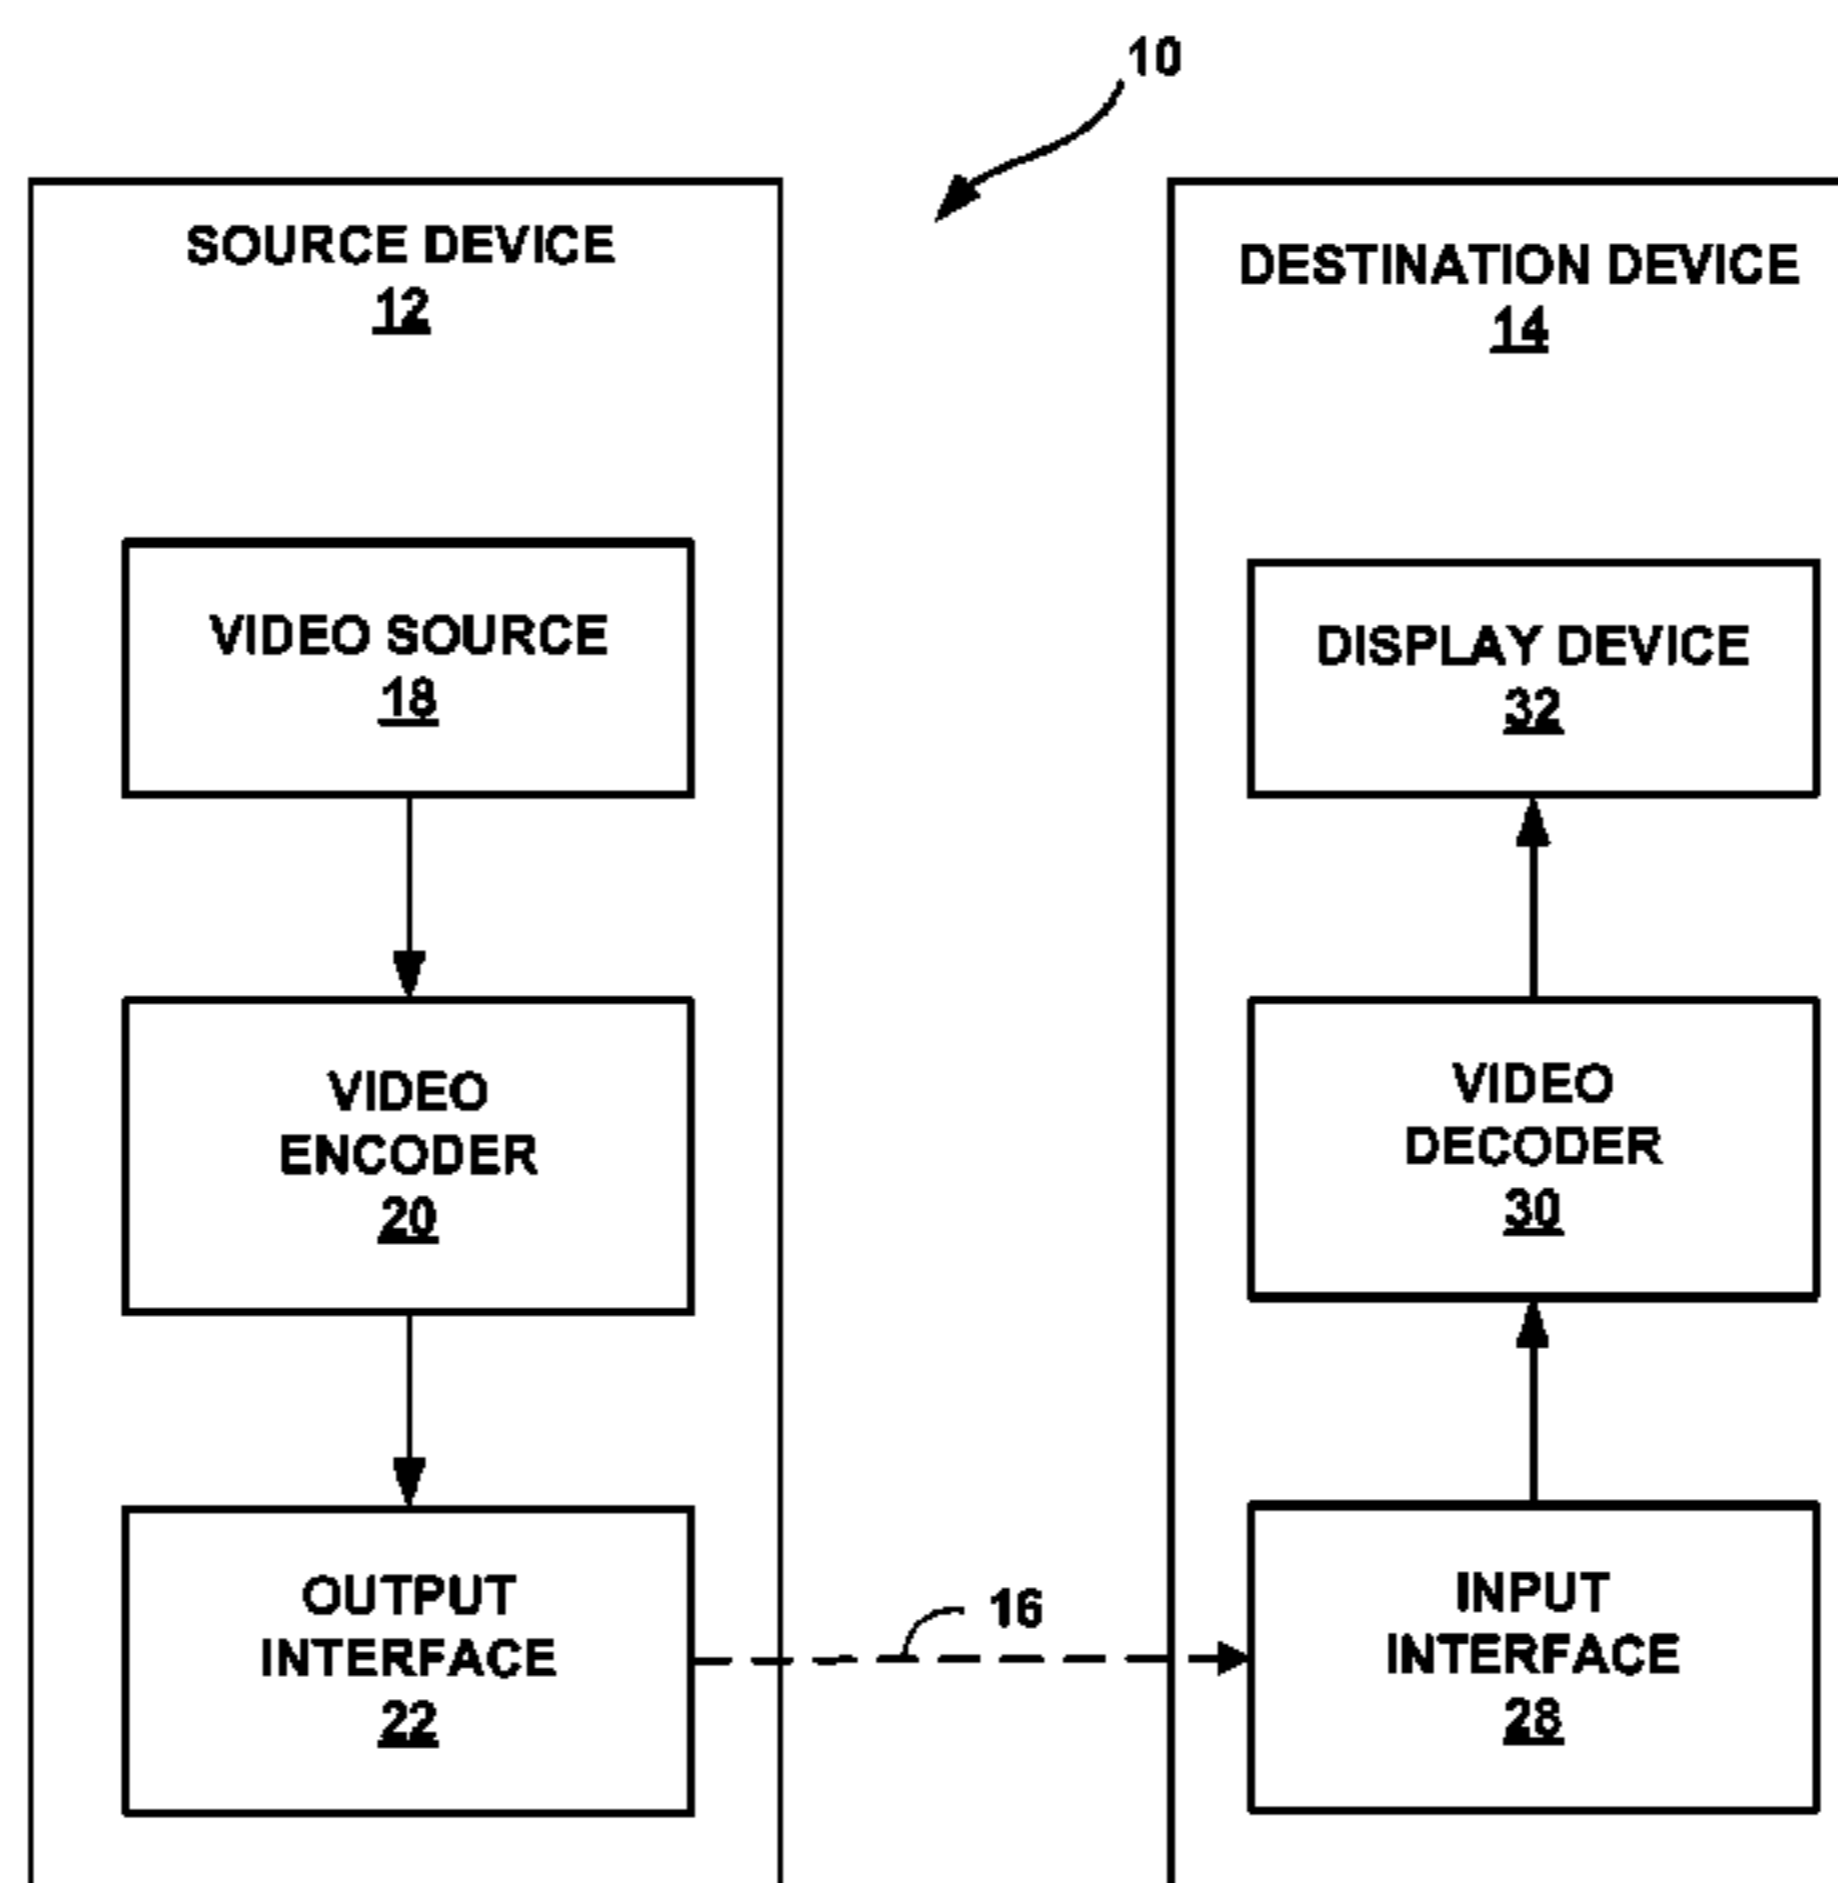 10
SOURCE DEVICE
12
VIDEO SOURCE
18
VIDEO
ENCODER
20
OUTPUT
INTERFACE
22
16
DESTINATION DEVICE
14
DISPLAY DEVICE
32
VIDEO
DECODER
30
INPUT
INTERFACE
28